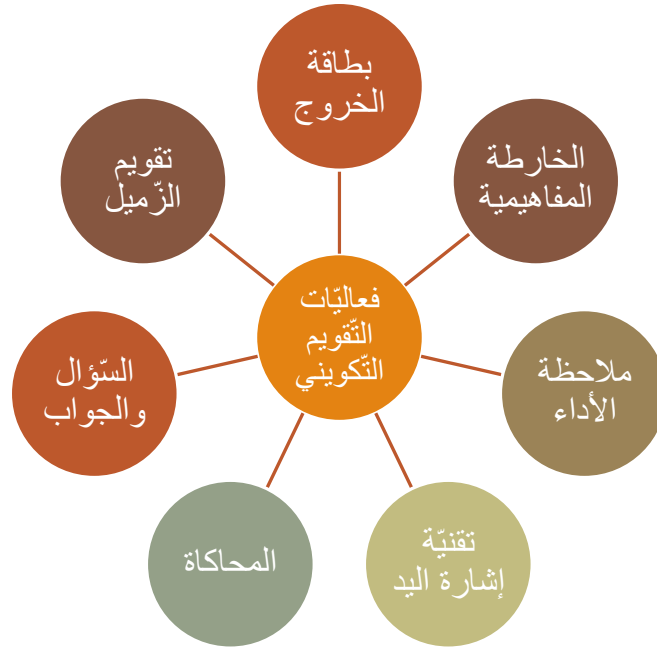 بطاقة
الخروج
الخارطة
المفاهيمية
ملاحظة
الأداء
تقنيّة
إشارة اليد
المحاكاة
السّؤال
والجواب
تقويم
الزّميل
فعاليّات
التّقويم
التّكويني